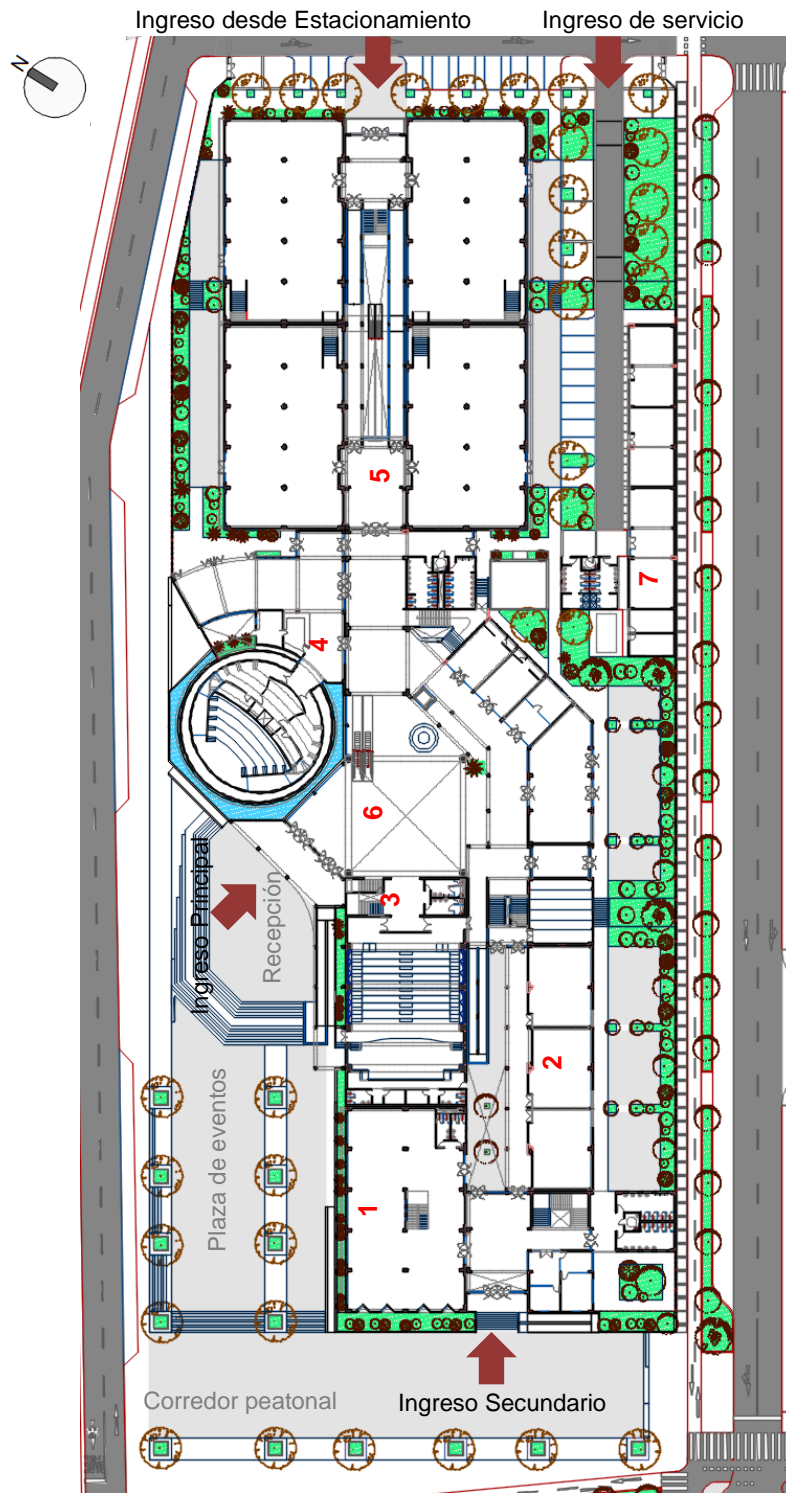 Ingreso desde Estacionamiento
Ingreso de servicio
N
5
7
4
6
3
Ingreso Principal
Recepción
2
Plaza de eventos
1
Corredor peatonal
Ingreso Secundario